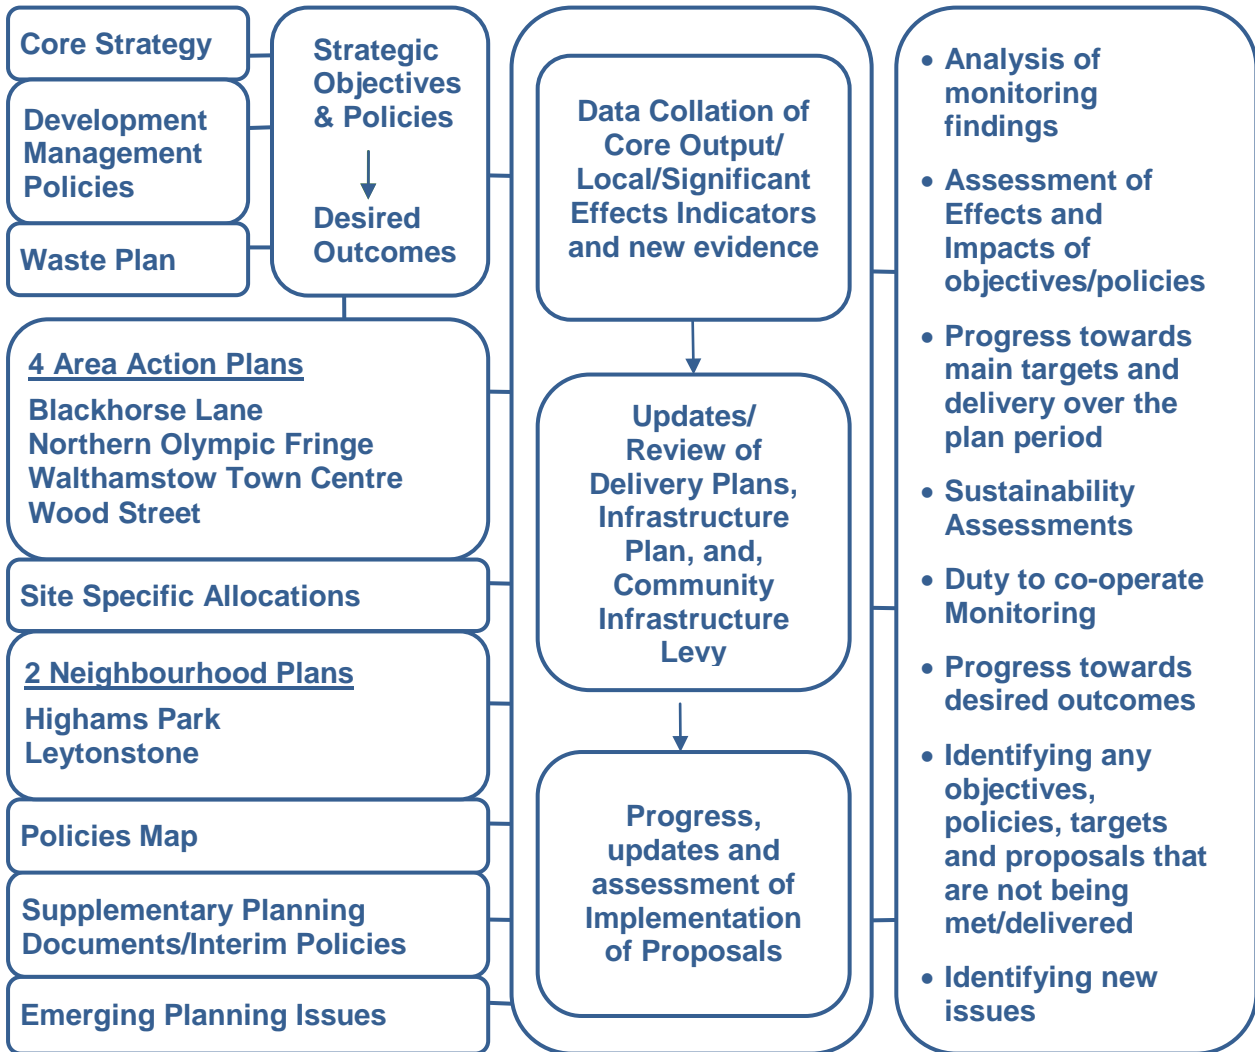 Core Strategy
Development
Management
Policies
Waste Plan
Strategic
Objectives
& Policies
Desired
Outcomes
4 Area Action Plans
Blackhorse Lane
Northern Olympic Fringe
Walthamstow Town Centre
Wood Street
Site Specific Allocations
2 Neighbourhood Plans
Highams Park
Leytonstone
Policies Map
Supplementary Planning
Documents/Interim Policies
Emerging Planning Issues
Data Collation of
Core Output/
Local/Significant
Effects Indicators
and new evidence
Updates/
Review of
Delivery Plans,
Infrastructure
Plan, and,
Community
Infrastructure
Levy
Progress,
updates and
assessment of
Implementation
of Proposals
• Analysis of
monitoring
findings
• Assessment of
Effects and
Impacts of
objectives/policies
• Progress towards
main targets and
delivery over the
plan period
• Sustainability
Assessments
• Duty to co-operate
Monitoring
• Progress towards
desired outcomes
• Identifying any
objectives,
policies, targets
and proposals that
are not being
met/delivered
• Identifying new
issues